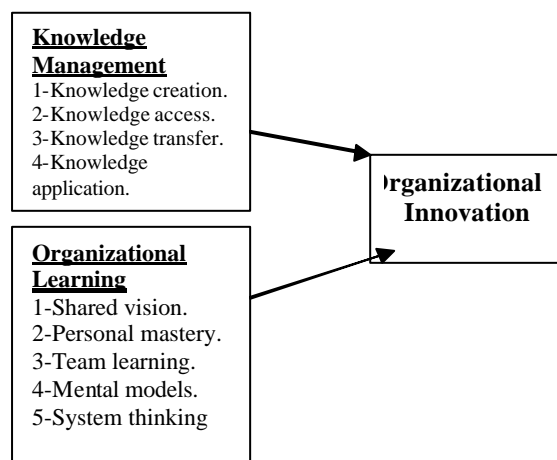 Knowledge
Management
1-Knowledge creation.
2-Knowledge access.
3-Knowledge transfer.
4-Knowledge
application.
Organizational
Innovation
Organizational
Learning
1-Shared vision.
2-Personal mastery.
3-Team learning.
4-Mental models.
5-System thinking